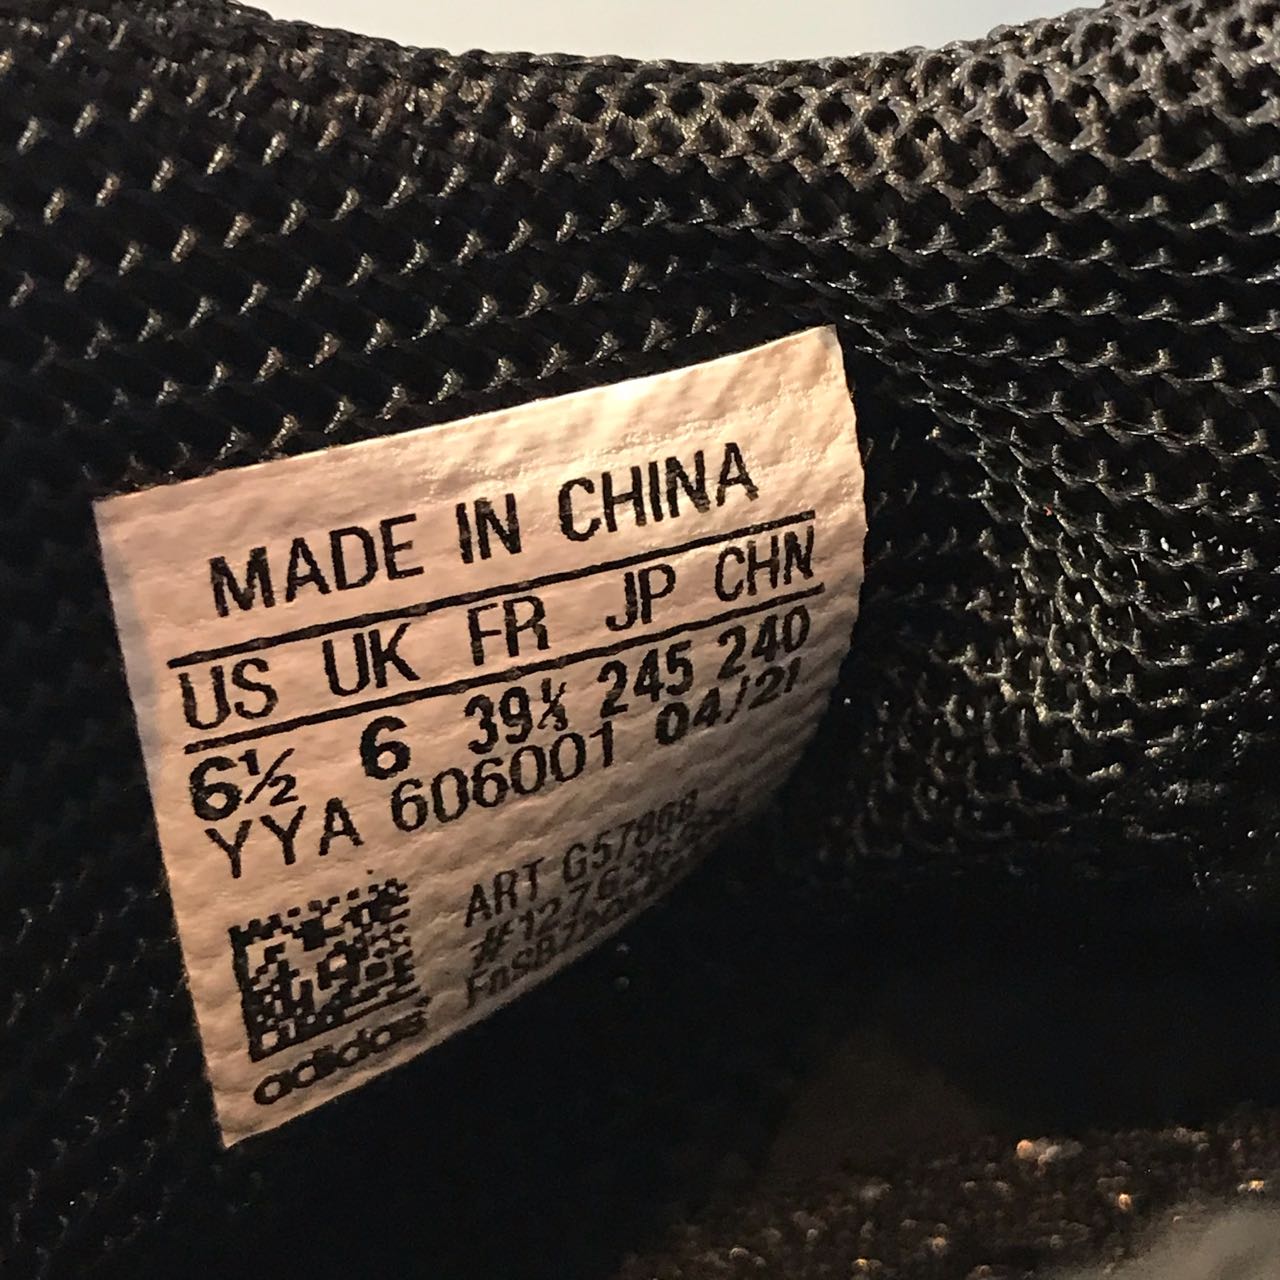 MADE IN CHINA
US UK FR JP CHN
6½ 6 39⅓ 245 240
YYA 606001 04/21
ART G57868
adidas